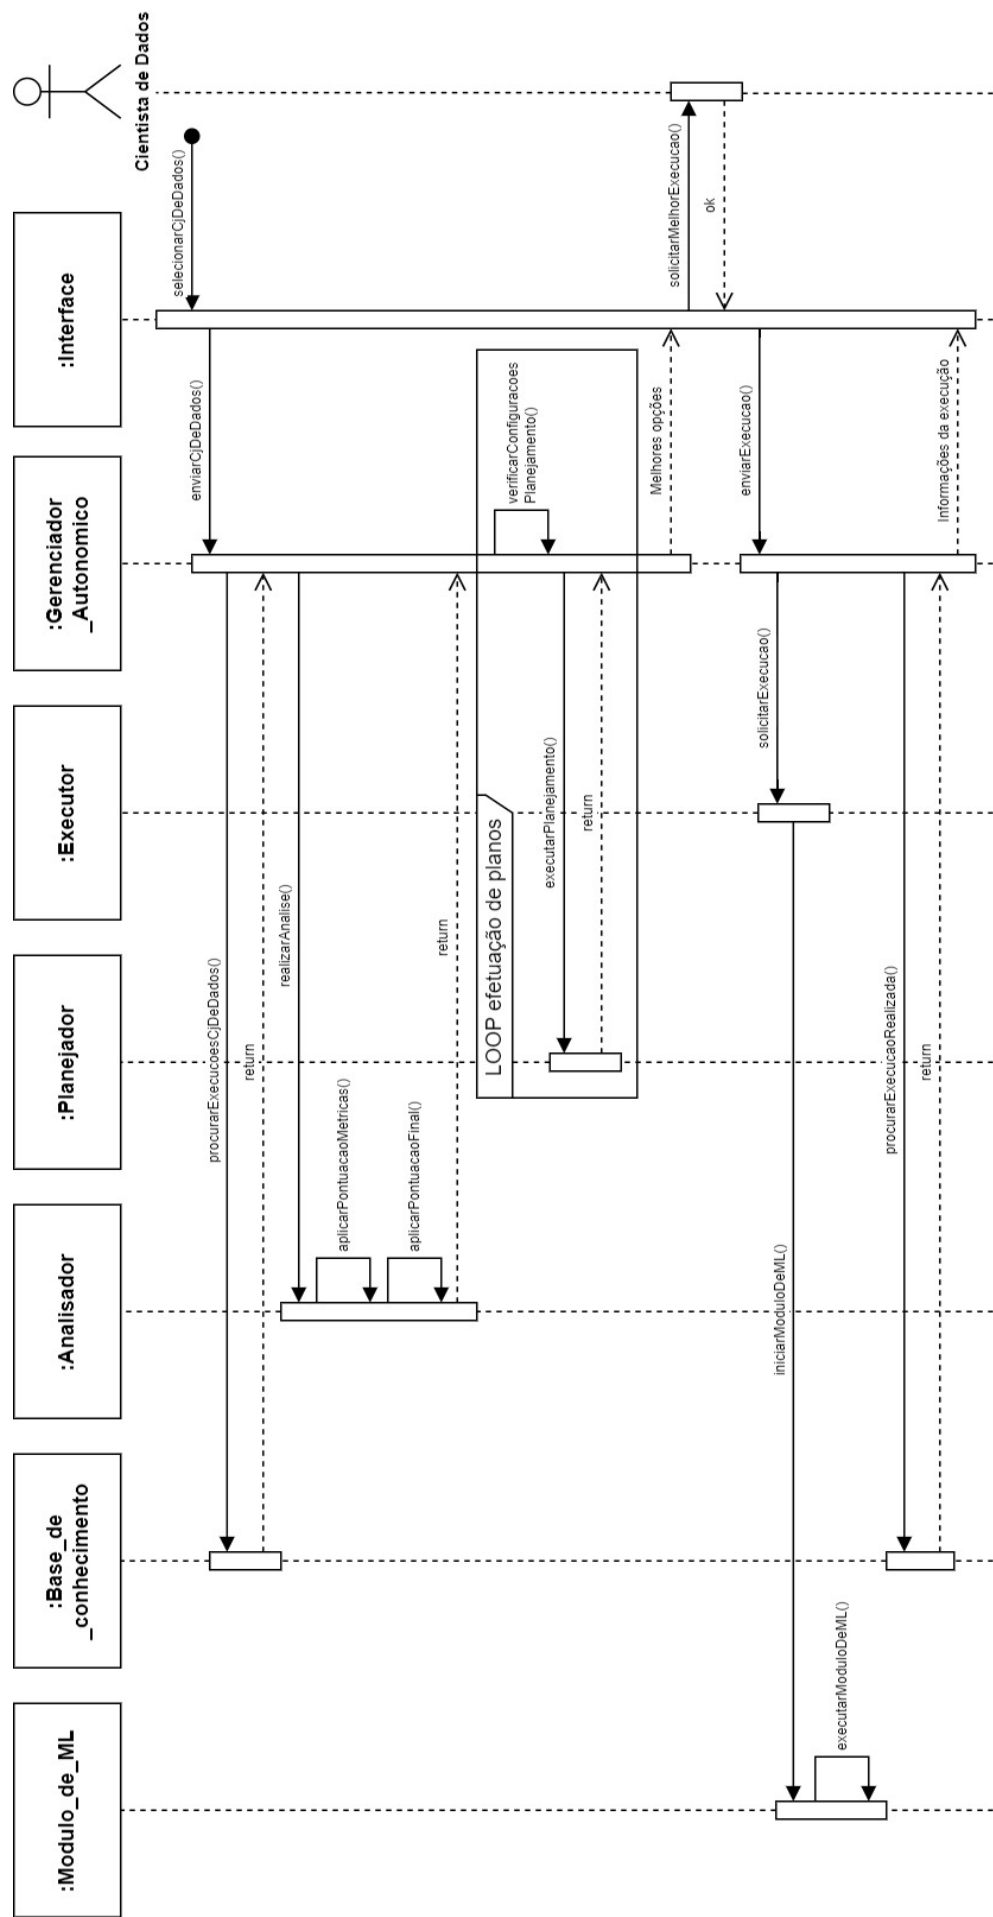 :Modulo_de_ML
:Base_de
_conhecimento
:Analisador
:Planejador
:Executor
:Gerenciador
_Autonomico
:Interface
Cientista de Dados
selecionarCjDeDados()
enviarCjDeDados()
procurarExecucoesCjDeDados()
return
realizarAnalise()
aplicarPontuacaoMetricas()
aplicarPontuacaoFinal()
return
LOOP efetuação de planos
verificarConfiguracoes
Planejamento()
executarPlanejamento()
return
Melhores opções
solicitarMelhorExecucao()
ok
enviarExecucao()
solicitarExecucao()
iniciarModuloDeML()
executarModuloDeML()
procurarExecucaoRealizada()
return
Informações da execução